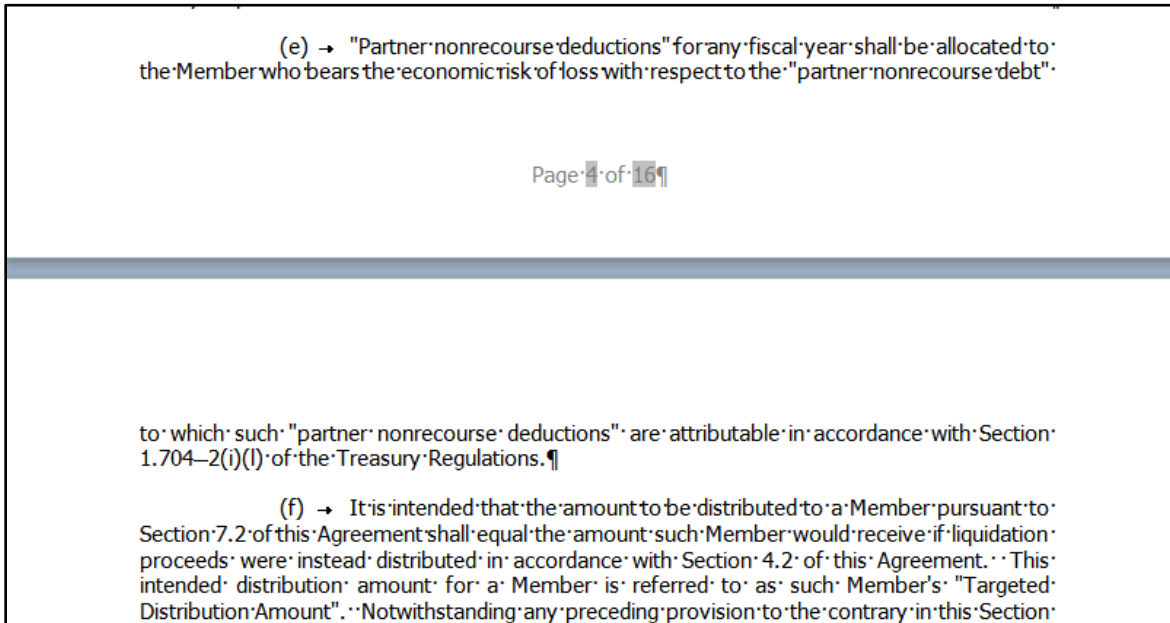 (e) → "Partner nonrecourse deductions" for any fiscal year shall be allocated to
the Member who bears the economic risk of loss with respect to the "partner nonrecourse debt"
Page 4 of 16¶
to which such "partner nonrecourse deductions" are attributable in accordance with Section
1.704–2(i)(l) of the Treasury Regulations.¶
(f) → It is intended that the amount to be distributed to a Member pursuant to
Section 7.2 of this Agreement shall equal the amount such Member would receive if liquidation
proceeds were instead distributed in accordance with Section 4.2 of this Agreement.  This
intended distribution amount for a Member is referred to as such Member's "Targeted
Distribution Amount".  Notwithstanding any preceding provision to the contrary in this Section